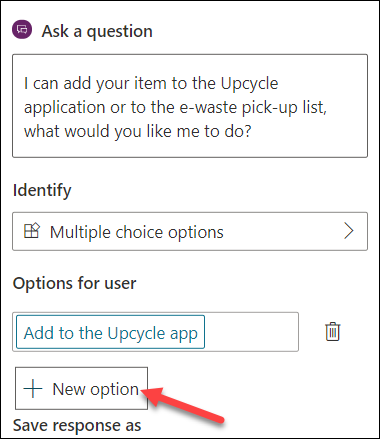 Ask a question
I can add your item to the Upcycle
application or to the e-waste pick-up list,
what would you like me to do?
Identify
Multiple choice options
Options for user
Add to the Upcycle app
New option
Save response as